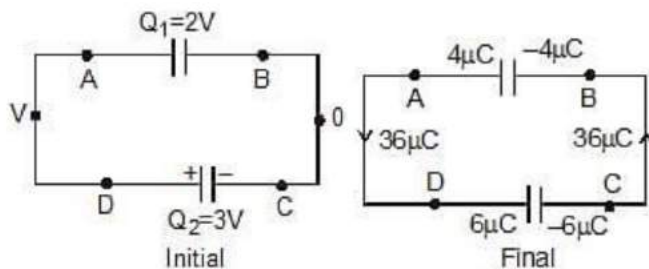 Q₁=2V
A
B
V
0
D
+
–
C
Q₂=3V
Initial
4μC
–4μC
A
B
36μC
36μC
D
C
6μC
–6μC
Final